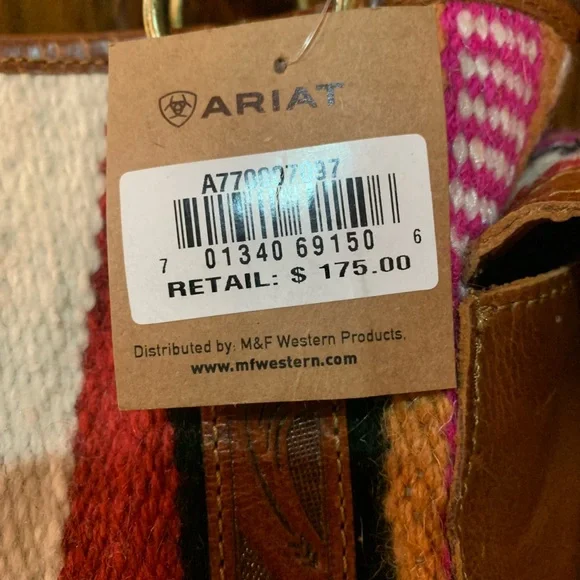 ARIAT
7 01340 69150 6
RETAIL: $ 175.00
Distributed by: M&F Western Products.
www.mfwestern.com